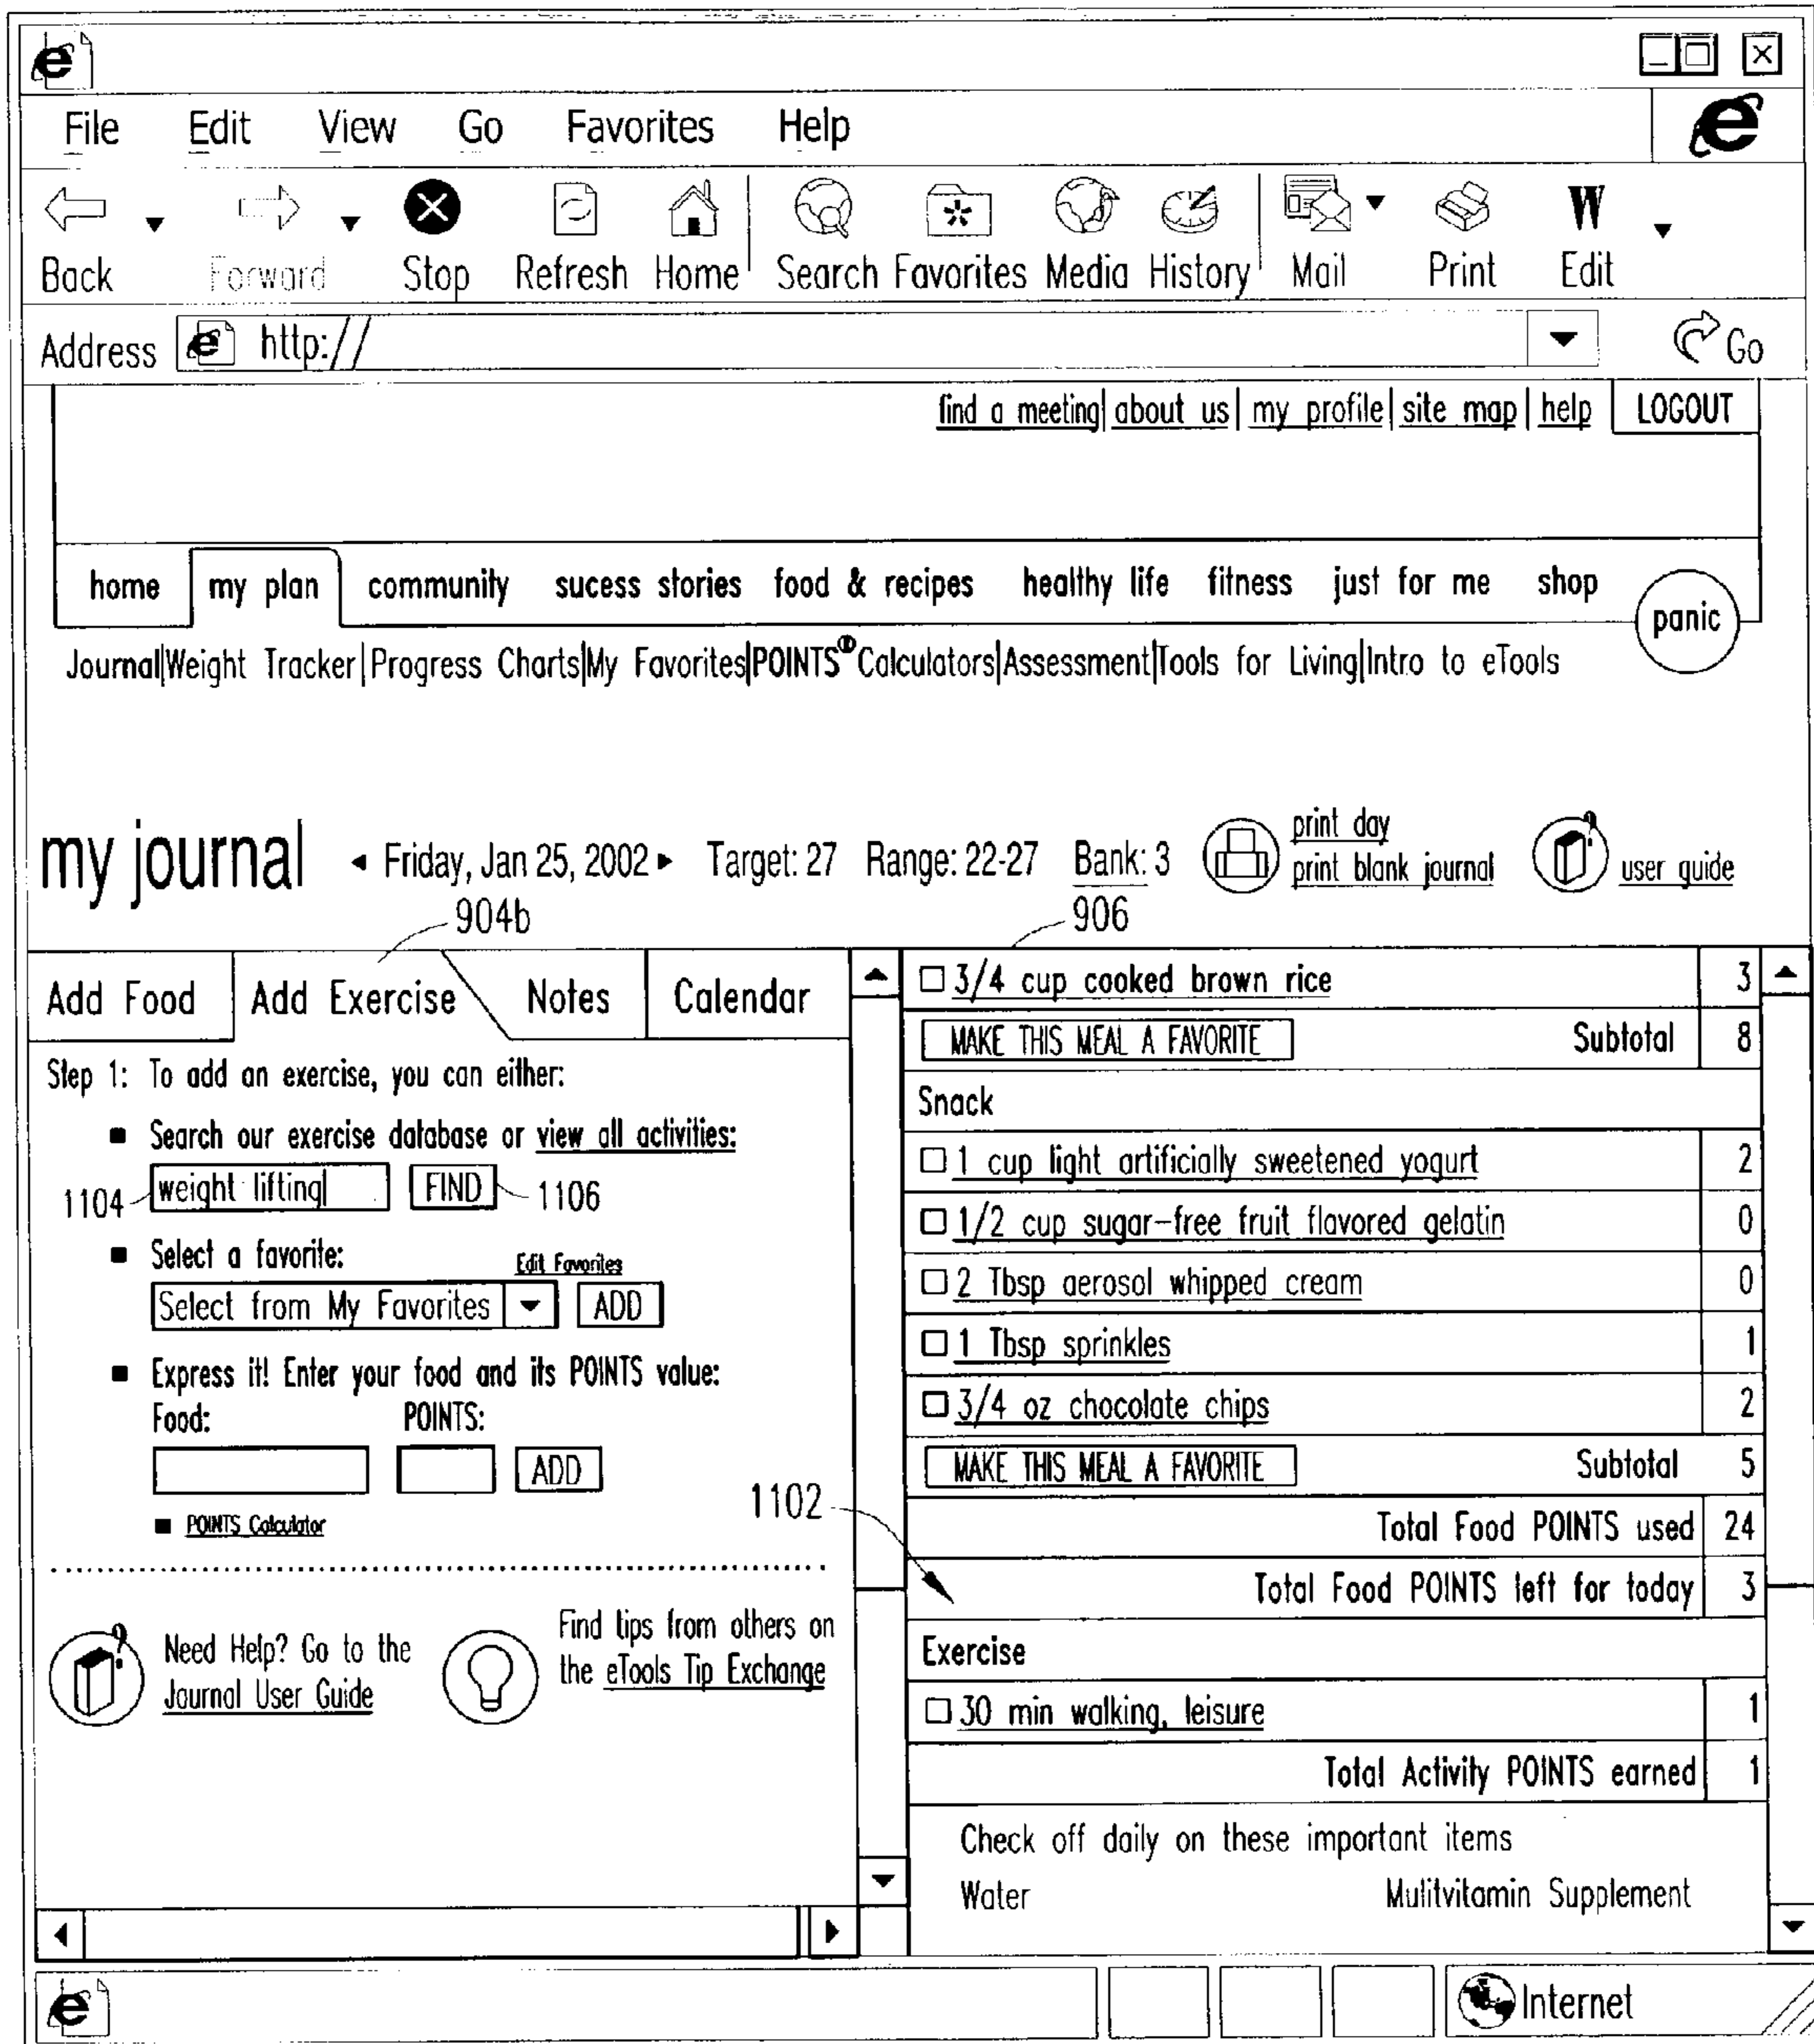 File Edit View Go Favorites Help
Back Forward Stop Refresh Home Search Favorites Media History Mail Print Edit
W
Address http:// Go
find a meeting| about us| my profile| site map| help LOGOUT
home my plan community sucess stories food & recipes healthy life fitness just for me shop panic
Journal|Weight Tracker|Progress Charts|My Favorites|POINTS® Calculators|Assessment|Tools for Living|Intro to eTools
my journal ◂ Friday, Jan 25, 2002 ▸ Target: 27 Range: 22-27 Bank: 3
print day
print blank journal
user guide
904b
906
Add Food Add Exercise Notes Calendar
Step 1: To add an exercise, you can either:
■ Search our exercise database or view all activities:
1104 weight lifting FIND 1106
■ Select a favorite: Edit Favorites
Select from My Favorites ADD
■ Express it! Enter your food and its POINTS value:
Food: POINTS:
ADD
■ POINTS Calculator
1102
Need Help? Go to the
Journal User Guide
Find tips from others on
the eTools Tip Exchange
3/4 cup cooked brown rice 3
MAKE THIS MEAL A FAVORITE Subtotal 8
Snack
1 cup light artificially sweetened yogurt 2
1/2 cup sugar-free fruit flavored gelatin 0
2 Tbsp aerosol whipped cream 0
1 Tbsp sprinkles 1
3/4 oz chocolate chips 2
MAKE THIS MEAL A FAVORITE Subtotal 5
Total Food POINTS used 24
Total Food POINTS left for today 3
Exercise
30 min walking, leisure 1
Total Activity POINTS earned 1
Check off daily on these important items
Water Mulitvitamin Supplement
Internet